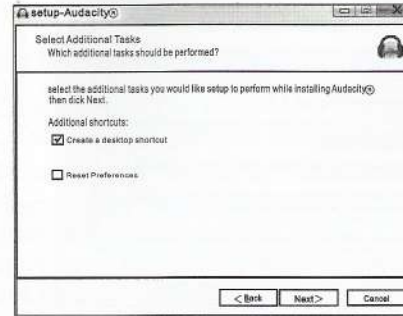 setup-Audacity®
Select Additional Tasks
Which additional tasks should be performed?
select the additional tasks you would like setup to perform while installing Audacity®
then dick Next.
Additional shortcuts:
Create a desktop shortcut
Reset Preferences
< Back
Next >
Cancel